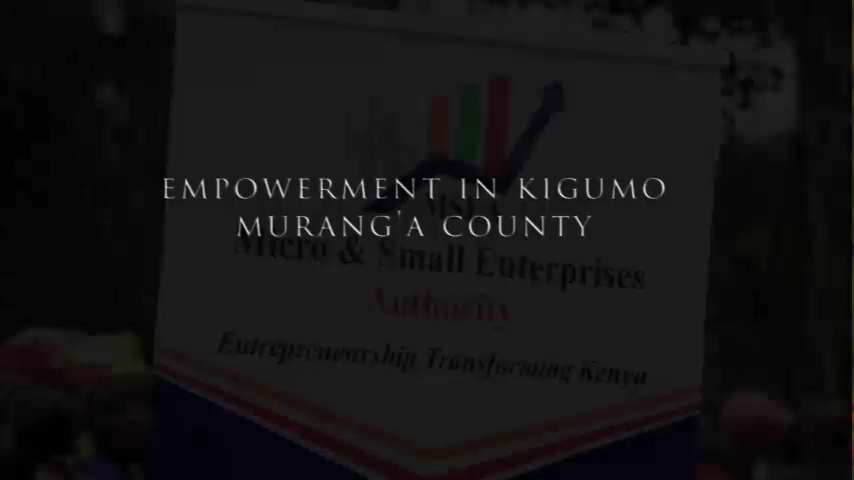 EMPOWERMENT IN KIGUMO
MURANG'A COUNTY
Micro & Small Enterprises
Authority
Entrepreneurship Transforming Kenya